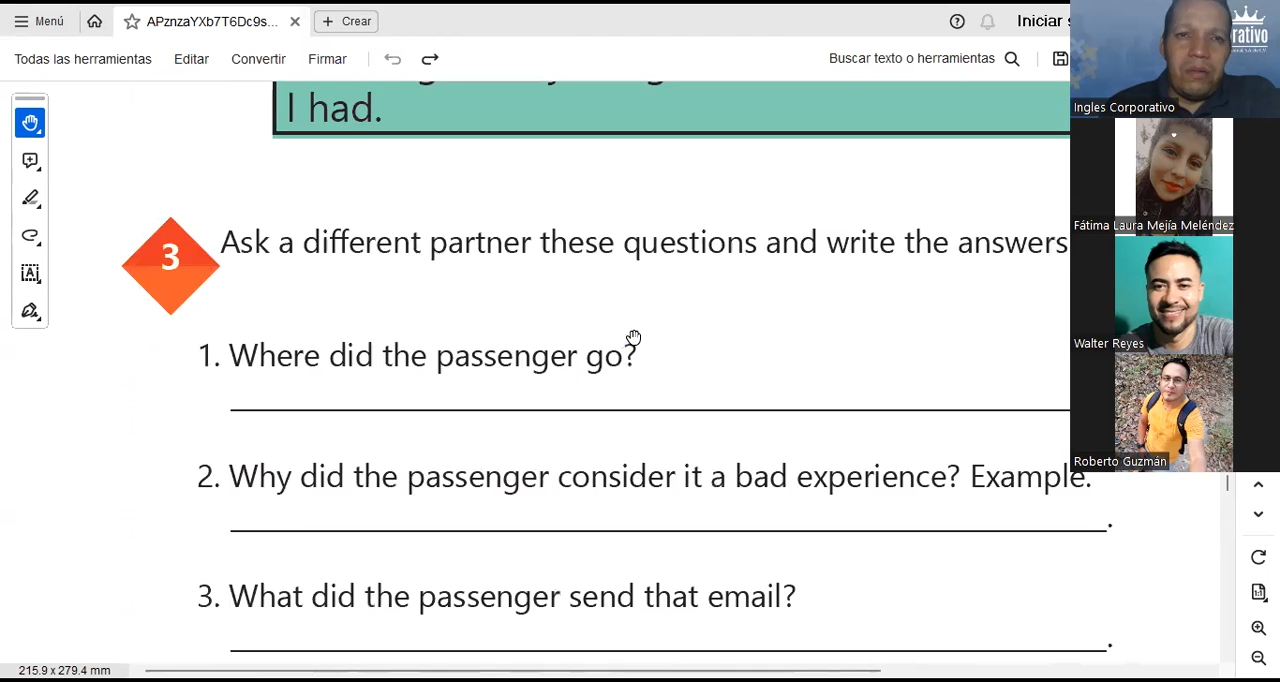 Menú
APznzaYXb7T6Dc9s...
Crear
Iniciar s
rativo
Todas las herramientas
Editar
Convertir
Firmar
Buscar texto o herramientas
I had.
Ingles Corporativo
Fátima Laura Mejía Meléndez
Walter Reyes
Roberto Guzmán
3
Ask a different partner these questions and write the answers
1. Where did the passenger go?
2. Why did the passenger consider it a bad experience? Example.
3. What did the passenger send that email?
215.9 x 279.4 mm